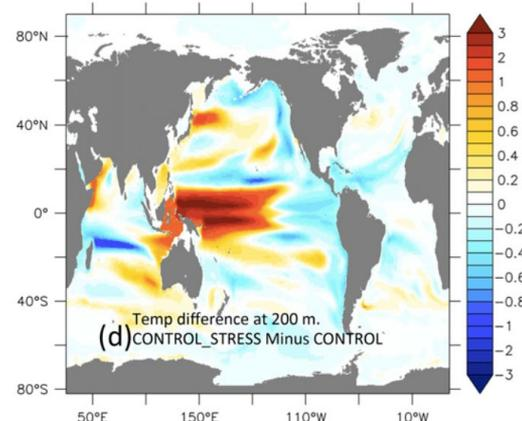 80°N
40°N
0°
40°S
80°S
50°E
150°E
110°W
10°W
(d) Temp difference at 200 m.
CONTROL_STRESS Minus CONTROL
3
2
1
0.8
0.6
0.4
0.2
0
-0.2
-0.4
-0.6
-0.8
-1
-2
-3